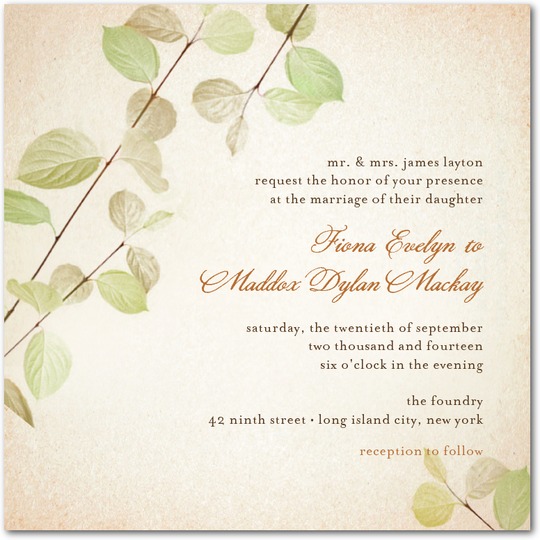 mr. & mrs. james layton
request the honor of your presence
at the marriage of their daughter
Fiona Evelyn to
Maddox Dylan Mackay
saturday, the twentieth of september
two thousand and fourteen
six o'clock in the evening
the foundry
42 ninth street • long island city, new york
reception to follow